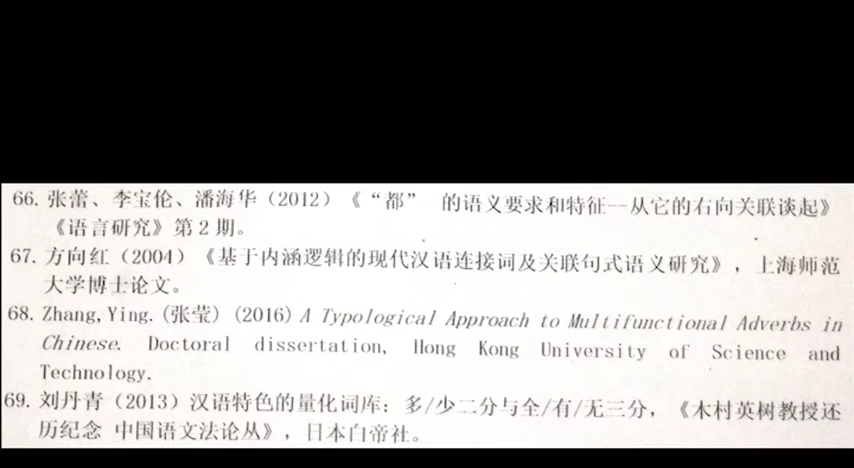 66. 张蕾、李宝伦、潘海华（2012）《“都” 的语义要求和特征--从它的右向关联谈起》
《语言研究》第2期。
67. 方向红（2004）《基于内涵逻辑的现代汉语连接词及关联句式语义研究》，上海师范
大学博士论文。
68. Zhang,Ying.(张莹) (2016) A Typological Approach to Multifunctional Adverbs in
Chinese. Doctoral dissertation, Hong Kong University of Science and
Technology.
69. 刘丹青（2013）汉语特色的量化词库：多/少二分与全/有/无三分，《木村英树教授还
历纪念 中国语文法论丛》，日本白帝社。